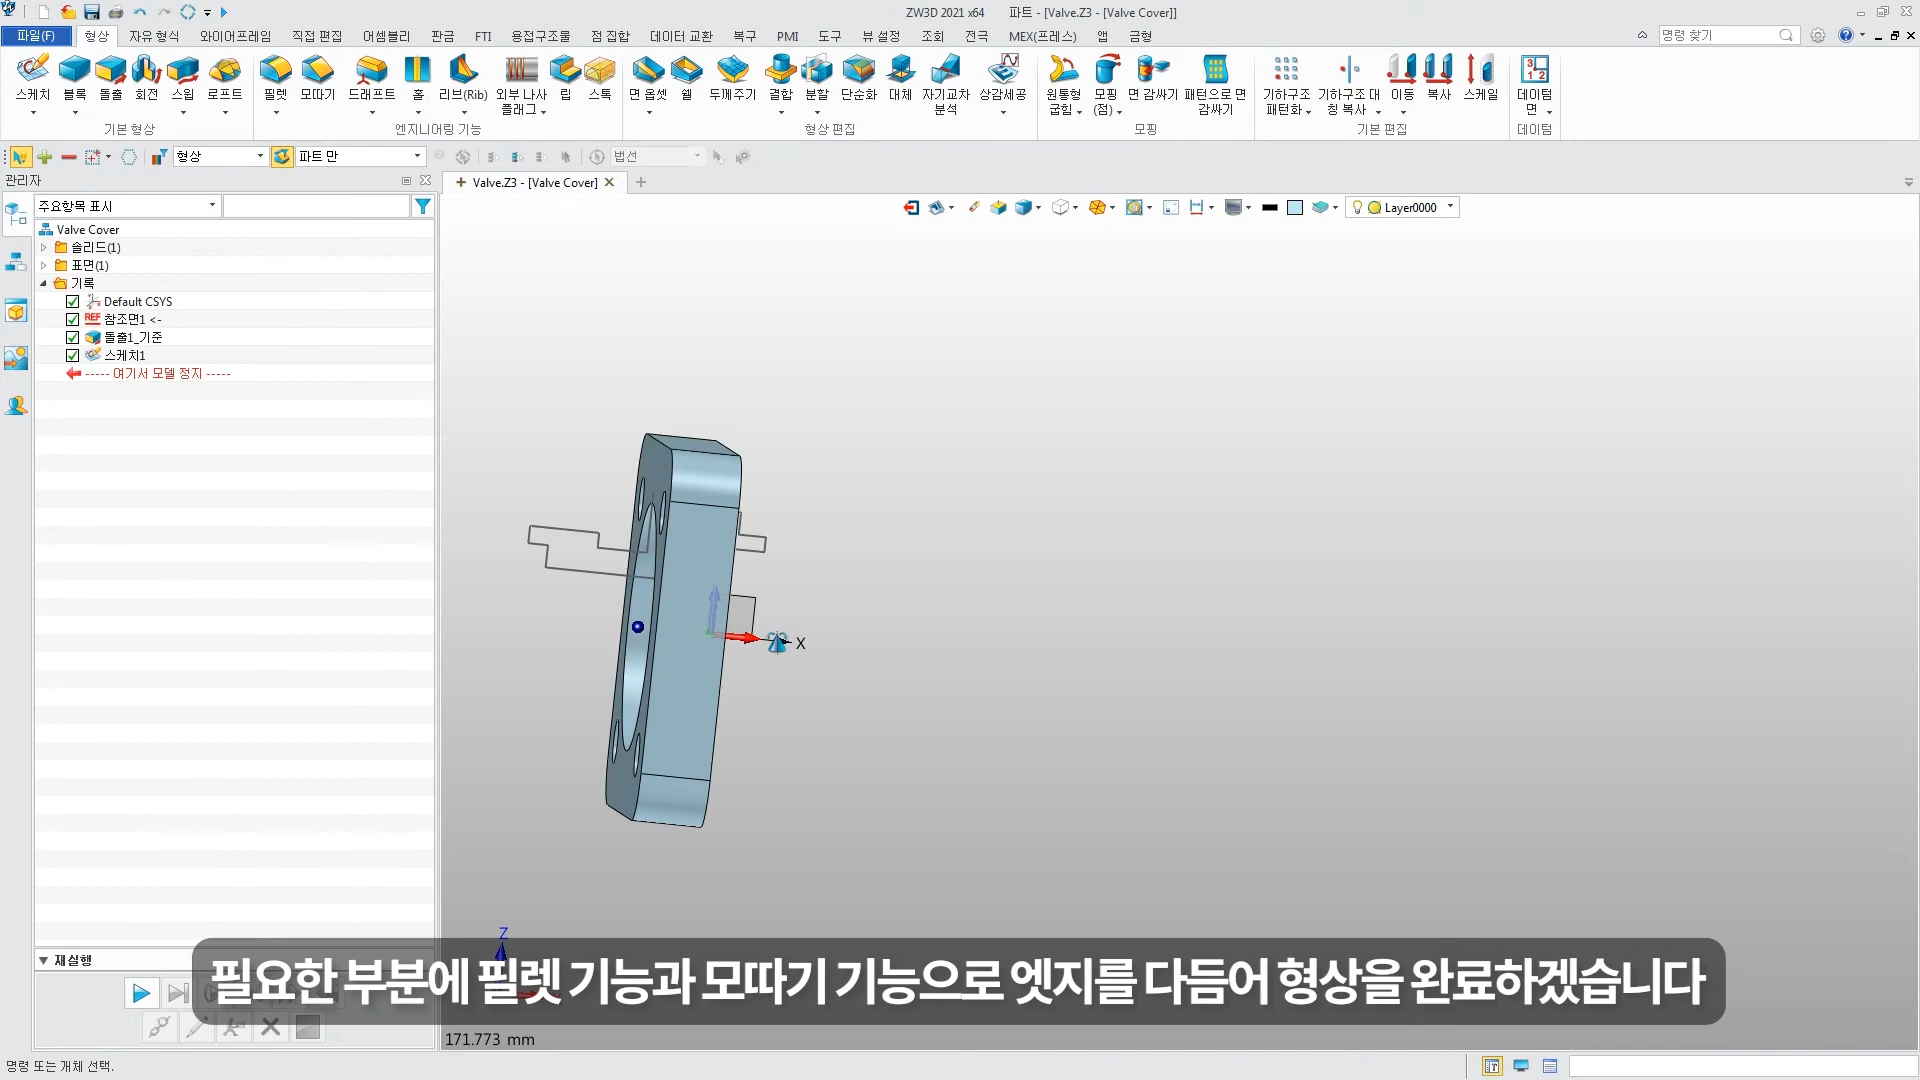 ZW3D 2021 x64 파트 - [Valve.Z3 - [Valve Cover]]
파일(F) 형상 자유 형식 와이어프레임 직접 편집 어셈블리 판금 FTI 용접구조물 점 집합 데이터 교환 복구 PMI 도구 뷰 설정 조회 전극 MEX(프레스) 앱 금형 명령 찾기
스케치 블록 돌출 회전 스윕 로프트 필렛 모따기 드래프트 홀 리브(Rib) 외부 나사 플래그 립 스톡 면 옵셋 쉘 두께주기 결합 분할 단순화 대체 자기교차 분석 상감세공 원통형 굽힘 모핑 (점) 면 감싸기 패턴으로 면 감싸기 기하구조 패턴화 기하구조 대칭 복사 이동 복사 스케일 데이텀 면
기본 형상 엔지니어링 기능 형상 편집 모핑 기본 편집 데이텀
형상 파트 만 법선
관리자
Valve.Z3 - [Valve Cover]
주요항목 표시
Layer0000
Valve Cover
솔리드(1)
표면(1)
기록
Default CSYS
REF 참조면1 <-
돌출1_기준
스케치1
----- 여기서 모델 정지 -----
X
Z
재실행
필요한 부분에 필렛 기능과 모따기 기능으로 엣지를 다듬어 형상을 완료하겠습니다
171.773 mm
명령 또는 개체 선택.